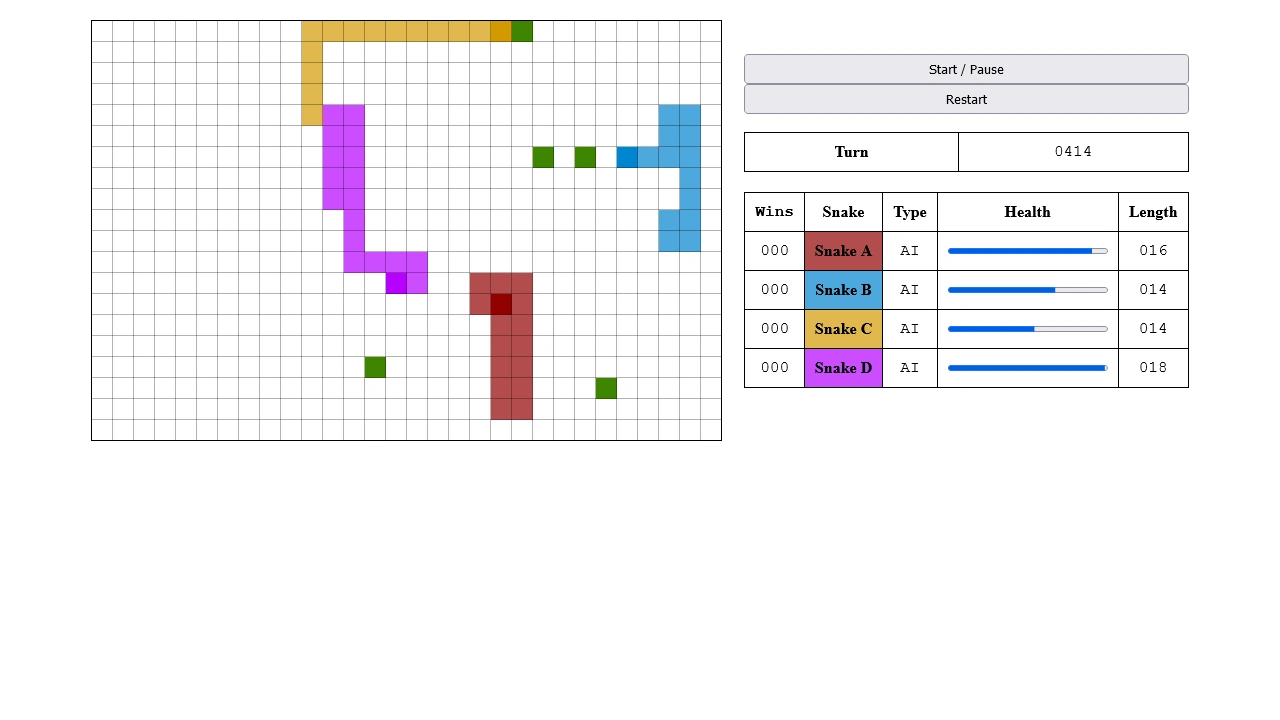 Start / Pause
Restart
Turn 0414
Wins Snake Type Health Length
000 Snake A AI 016
000 Snake B AI 014
000 Snake C AI 014
000 Snake D AI 018